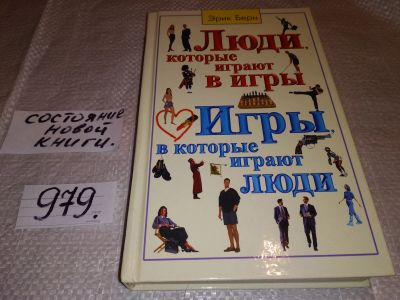 Эрик Берн
Люди,
которые
играют
в игры
Игры,
в которые
играют
люди
состояние
новой
книги.
979.